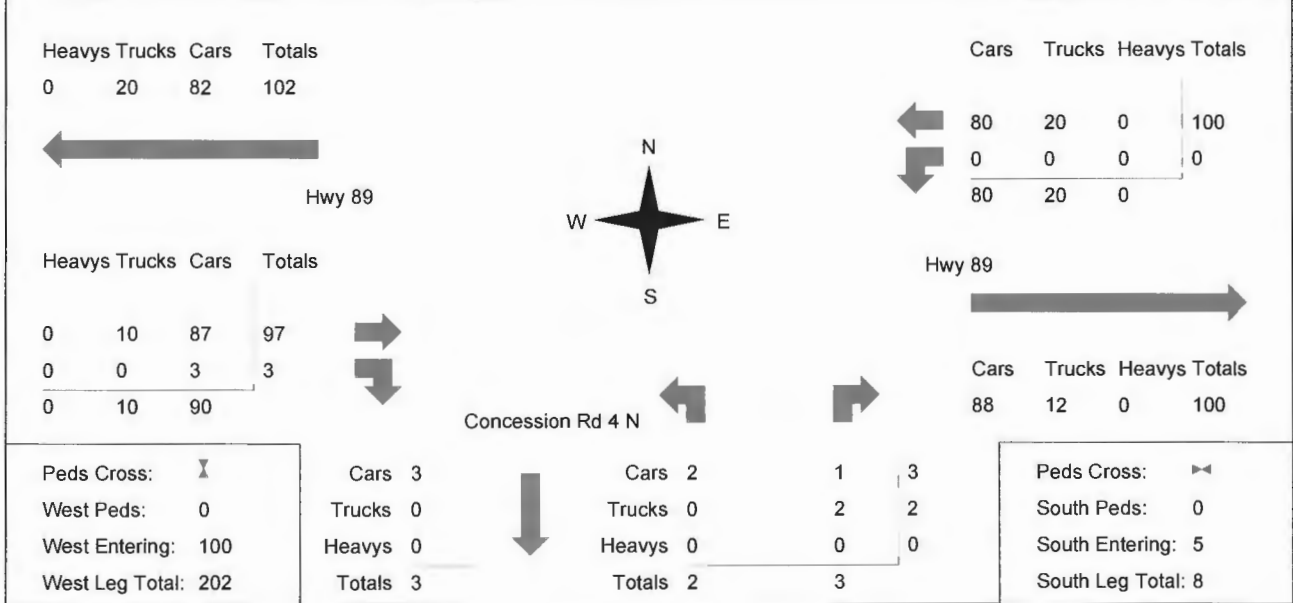 Heavys Trucks Cars Totals
0 20 82 102
Hwy 89
Heavys Trucks Cars Totals
0 10 87 97
0 0 3 3
0 10 90
Peds Cross:
West Peds: 0
West Entering: 100
West Leg Total: 202
N
W E
S
Concession Rd 4 N
Cars 3
Trucks 0
Heavys 0
Totals 3
Cars 2 1 3
Trucks 0 2 2
Heavys 0 0 0
Totals 2 3
Cars Trucks Heavys Totals
80 20 0 100
0 0 0 0
80 20 0
Hwy 89
Cars Trucks Heavys Totals
88 12 0 100
Peds Cross:
South Peds: 0
South Entering: 5
South Leg Total: 8